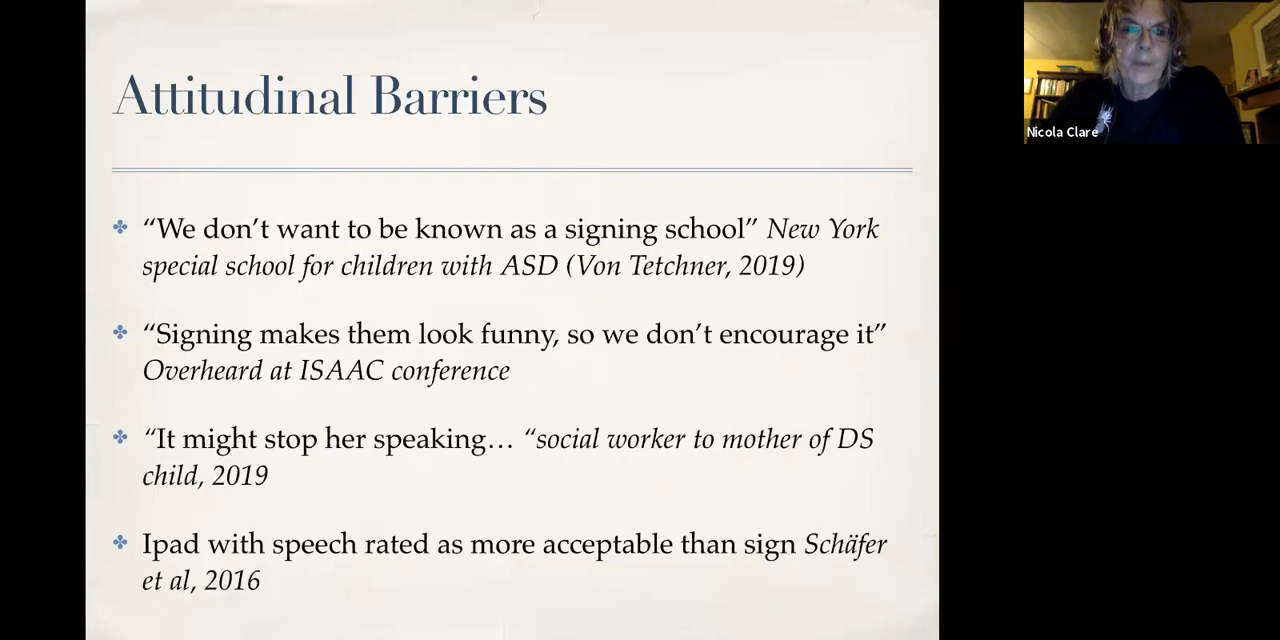 Attitudinal Barriers
“We don’t want to be known as a signing school” New York
special school for children with ASD (Von Tetchner, 2019)
“Signing makes them look funny, so we don’t encourage it”
Overheard at ISAAC conference
“It might stop her speaking… “social worker to mother of DS
child, 2019
Ipad with speech rated as more acceptable than sign Schäfer
et al, 2016
Nicola Clare